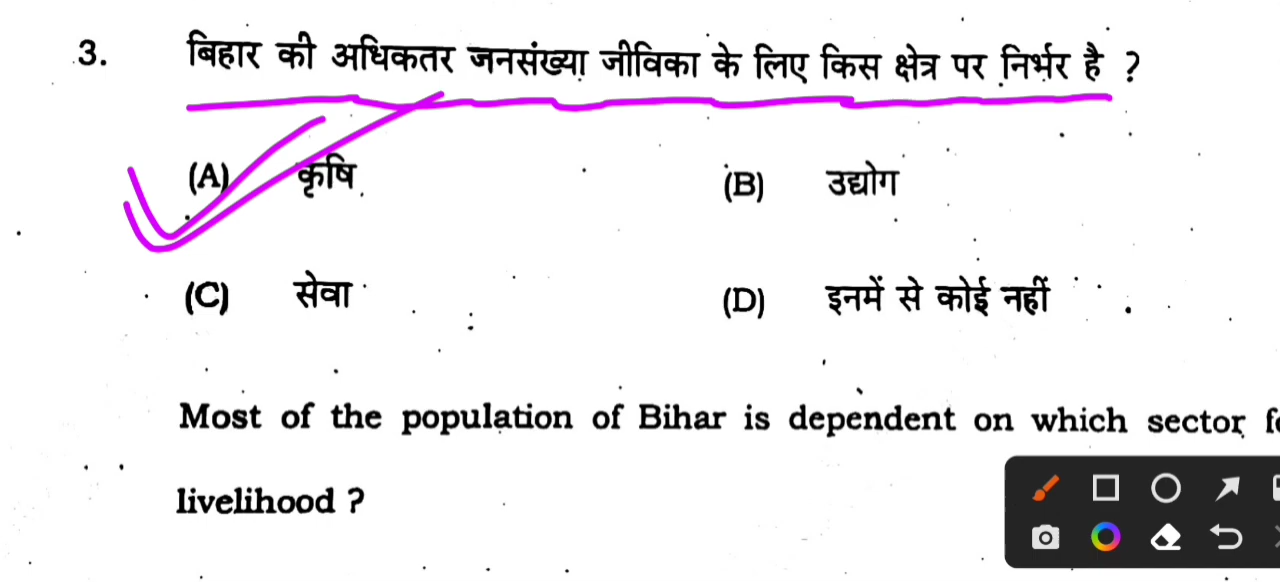 3. बिहार की अधिकतर जनसंख्या जीविका के लिए किस क्षेत्र पर निर्भर है ?
(A) कृषि (B) उद्योग
(C) सेवा (D) इनमें से कोई नहीं
Most of the population of Bihar is dependent on which sector
livelihood ?